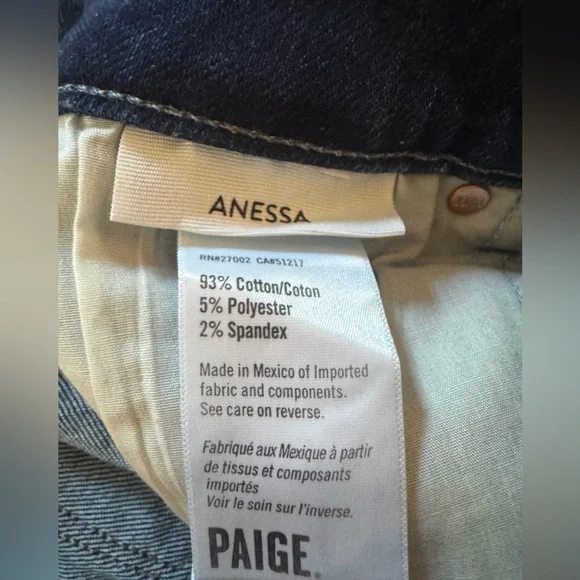 ANESSA
RN#27002 CA#51217
93% Cotton/Coton
5% Polyester
2% Spandex
Made in Mexico of Imported
fabric and components.
See care on reverse.
Fabriqué aux Mexique à partir
de tissus et composants
importés
Voir le soin sur l'inverse.
PAIGE